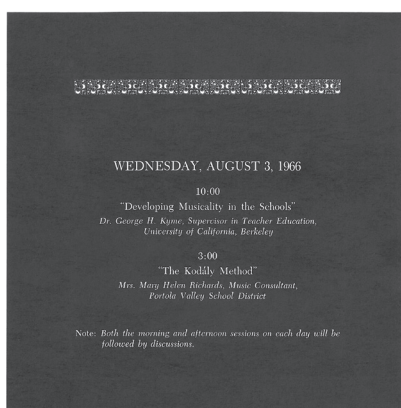 WEDNESDAY, AUGUST 3, 1966
10:00
"Developing Musicality in the Schools"
Dr. George H. Kyme, Supervisor in Teacher Education,
University of California, Berkeley
3:00
"The Kodály Method"
Mrs. Mary Helen Richards, Music Consultant,
Portola Valley School District
Note: Both the morning and afternoon sessions on each day will be
followed by discussions.